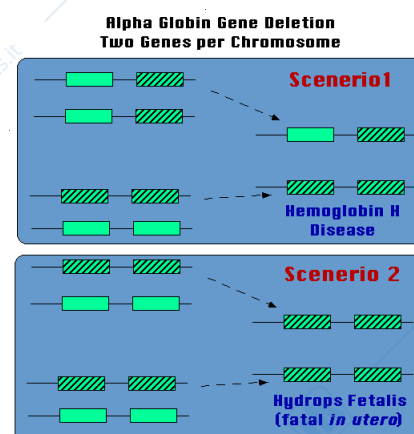 Alpha Globin Gene Deletion
Two Genes per Chromosome
Scenerio1
Hemoglobin H
Disease
Scenerio 2
Hydrops Fetalis
(fatal in utero)